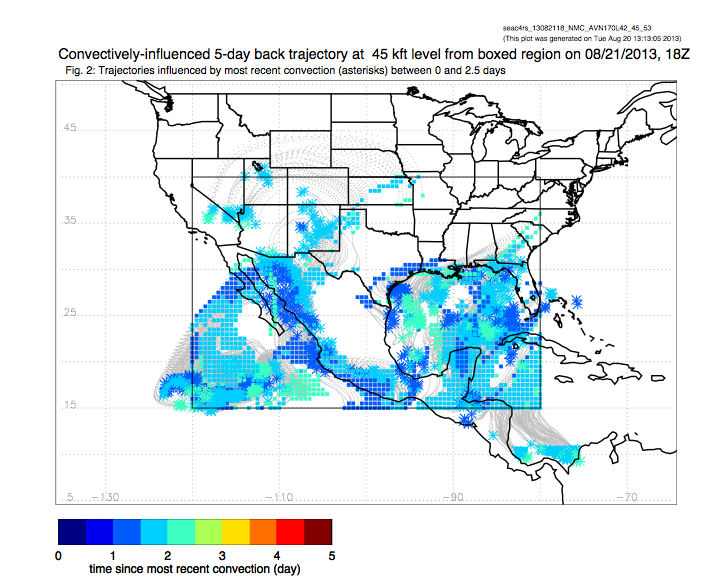 seac4rs_13082118_NMC_AVN170L42_45_53
(This plot was generated on Tue Aug 20 13:13:05 2013)
Convectively-influenced 5-day back trajectory at 45 kft level from boxed region on 08/21/2013, 18Z
Fig. 2: Trajectories influenced by most recent convection (asterisks) between 0 and 2.5 days
45
35
25
15
5 -130 -110 -90 -70
0 1 2 3 4 5
time since most recent convection (day)